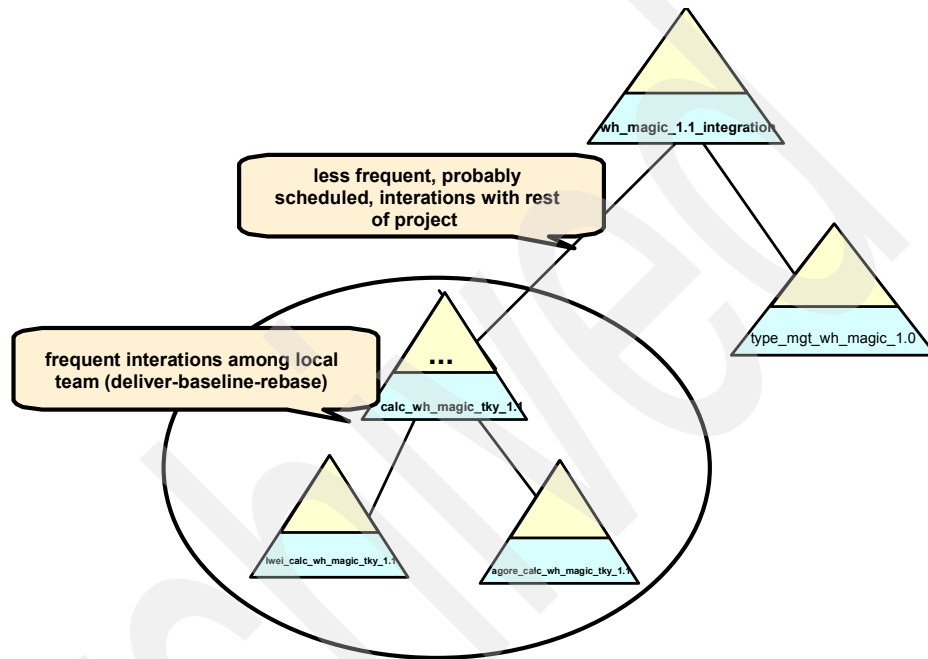 wh_magic_1.1_integration
less frequent, probably
scheduled, interations with rest
of project
type_mgt_wh_magic_1.0
...
frequent interations among local
team (deliver-baseline-rebase)
calc_wh_magic_tky_1.1
lwei_calc_wh_magic_tky_1.1
agore_calc_wh_magic_tky_1.1